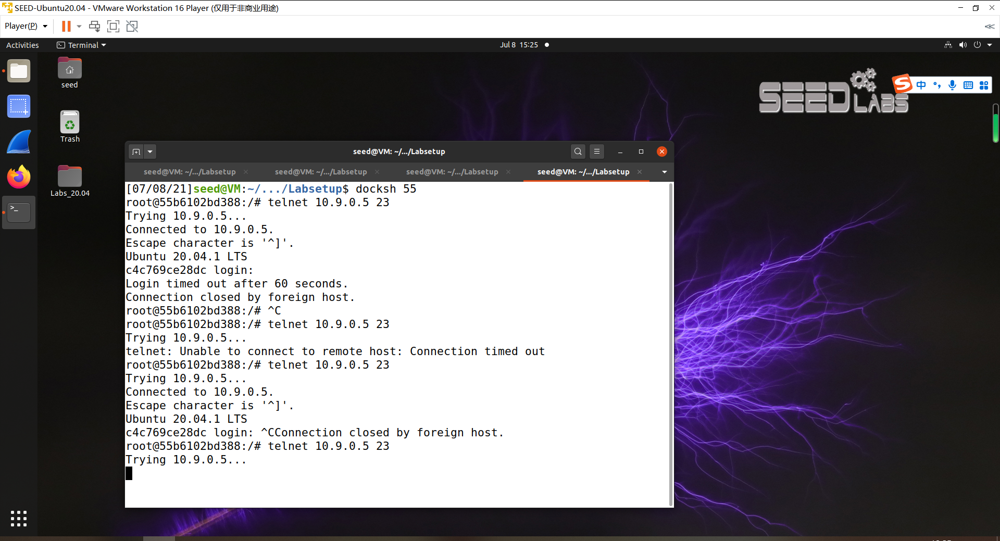 SEED-Ubuntu20.04 - VMware Workstation 16 Player (仅用于非商业用途)
Player(P)
Activities
Terminal
Jul 8 15:25
seed
Trash
Labs_20.04
SEED LABS
S 中
seed@VM: ~/.../Labsetup
seed@VM: ~/.../Labsetup
seed@VM: ~/.../Labsetup
seed@VM: ~/.../Labsetup
seed@VM: ~/.../Labsetup
[07/08/21]seed@VM:~/.../Labsetup$ docksh 55
root@55b6102bd388:/# telnet 10.9.0.5 23
Trying 10.9.0.5...
Connected to 10.9.0.5.
Escape character is '^]'.
Ubuntu 20.04.1 LTS
c4c769ce28dc login:
Login timed out after 60 seconds.
Connection closed by foreign host.
root@55b6102bd388:/# ^C
root@55b6102bd388:/# telnet 10.9.0.5 23
Trying 10.9.0.5...
telnet: Unable to connect to remote host: Connection timed out
root@55b6102bd388:/# telnet 10.9.0.5 23
Trying 10.9.0.5...
Connected to 10.9.0.5.
Escape character is '^]'.
Ubuntu 20.04.1 LTS
c4c769ce28dc login: ^CConnection closed by foreign host.
root@55b6102bd388:/# telnet 10.9.0.5 23
Trying 10.9.0.5...